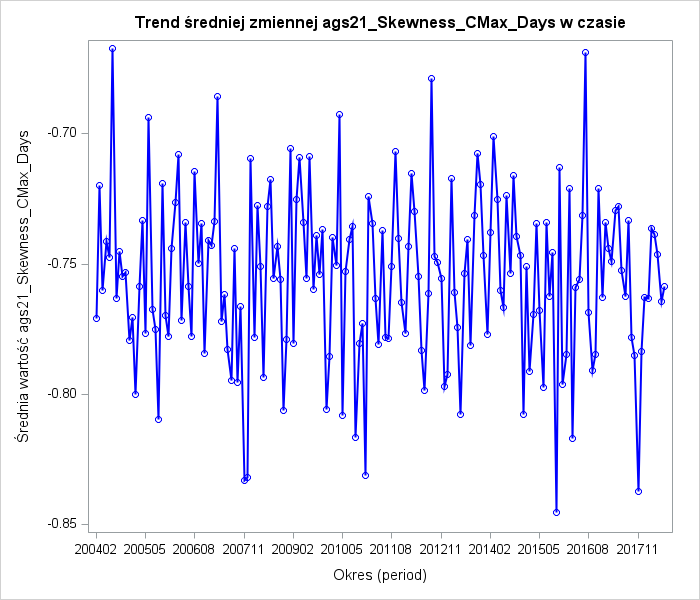 Trend średniej zmiennej ags21_Skewness_CMax_Days w czasie
Średnia wartość ags21_Skewness_CMax_Days
-0.70
-0.75
-0.80
-0.85
200402 200505 200608 200711 200902 201005 201108 201211 201402 201505 201608 201711
Okres (period)